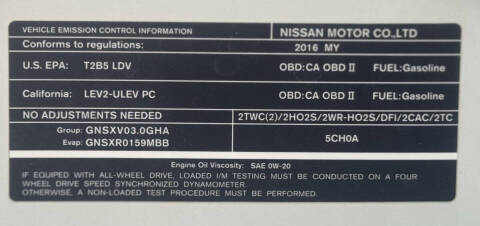 VEHICLE EMISSION CONTROL INFORMATION NISSAN MOTOR CO.,LTD
Conforms to regulations: 2016 MY
U.S. EPA: T2B5 LDV OBD:CA OBD II FUEL:Gasoline
California: LEV2-ULEV PC OBD:CA OBD II FUEL:Gasoline
NO ADJUSTMENTS NEEDED 2TWC(2)/2HO2S/2WR-HO2S/DFI/2CAC/2TC
Group: GNSXV03.0GHA
Evap: GNSXR0159MBB 5CH0A
Engine Oil Viscosity: SAE 0W-20
IF EQUIPPED WITH ALL-WHEEL DRIVE, LOADED I/M TESTING MUST BE CONDUCTED ON A FOUR
WHEEL DRIVE SPEED SYNCHRONIZED DYNAMOMETER.
OTHERWISE, A NON-LOADED TEST PROCEDURE MUST BE PERFORMED.